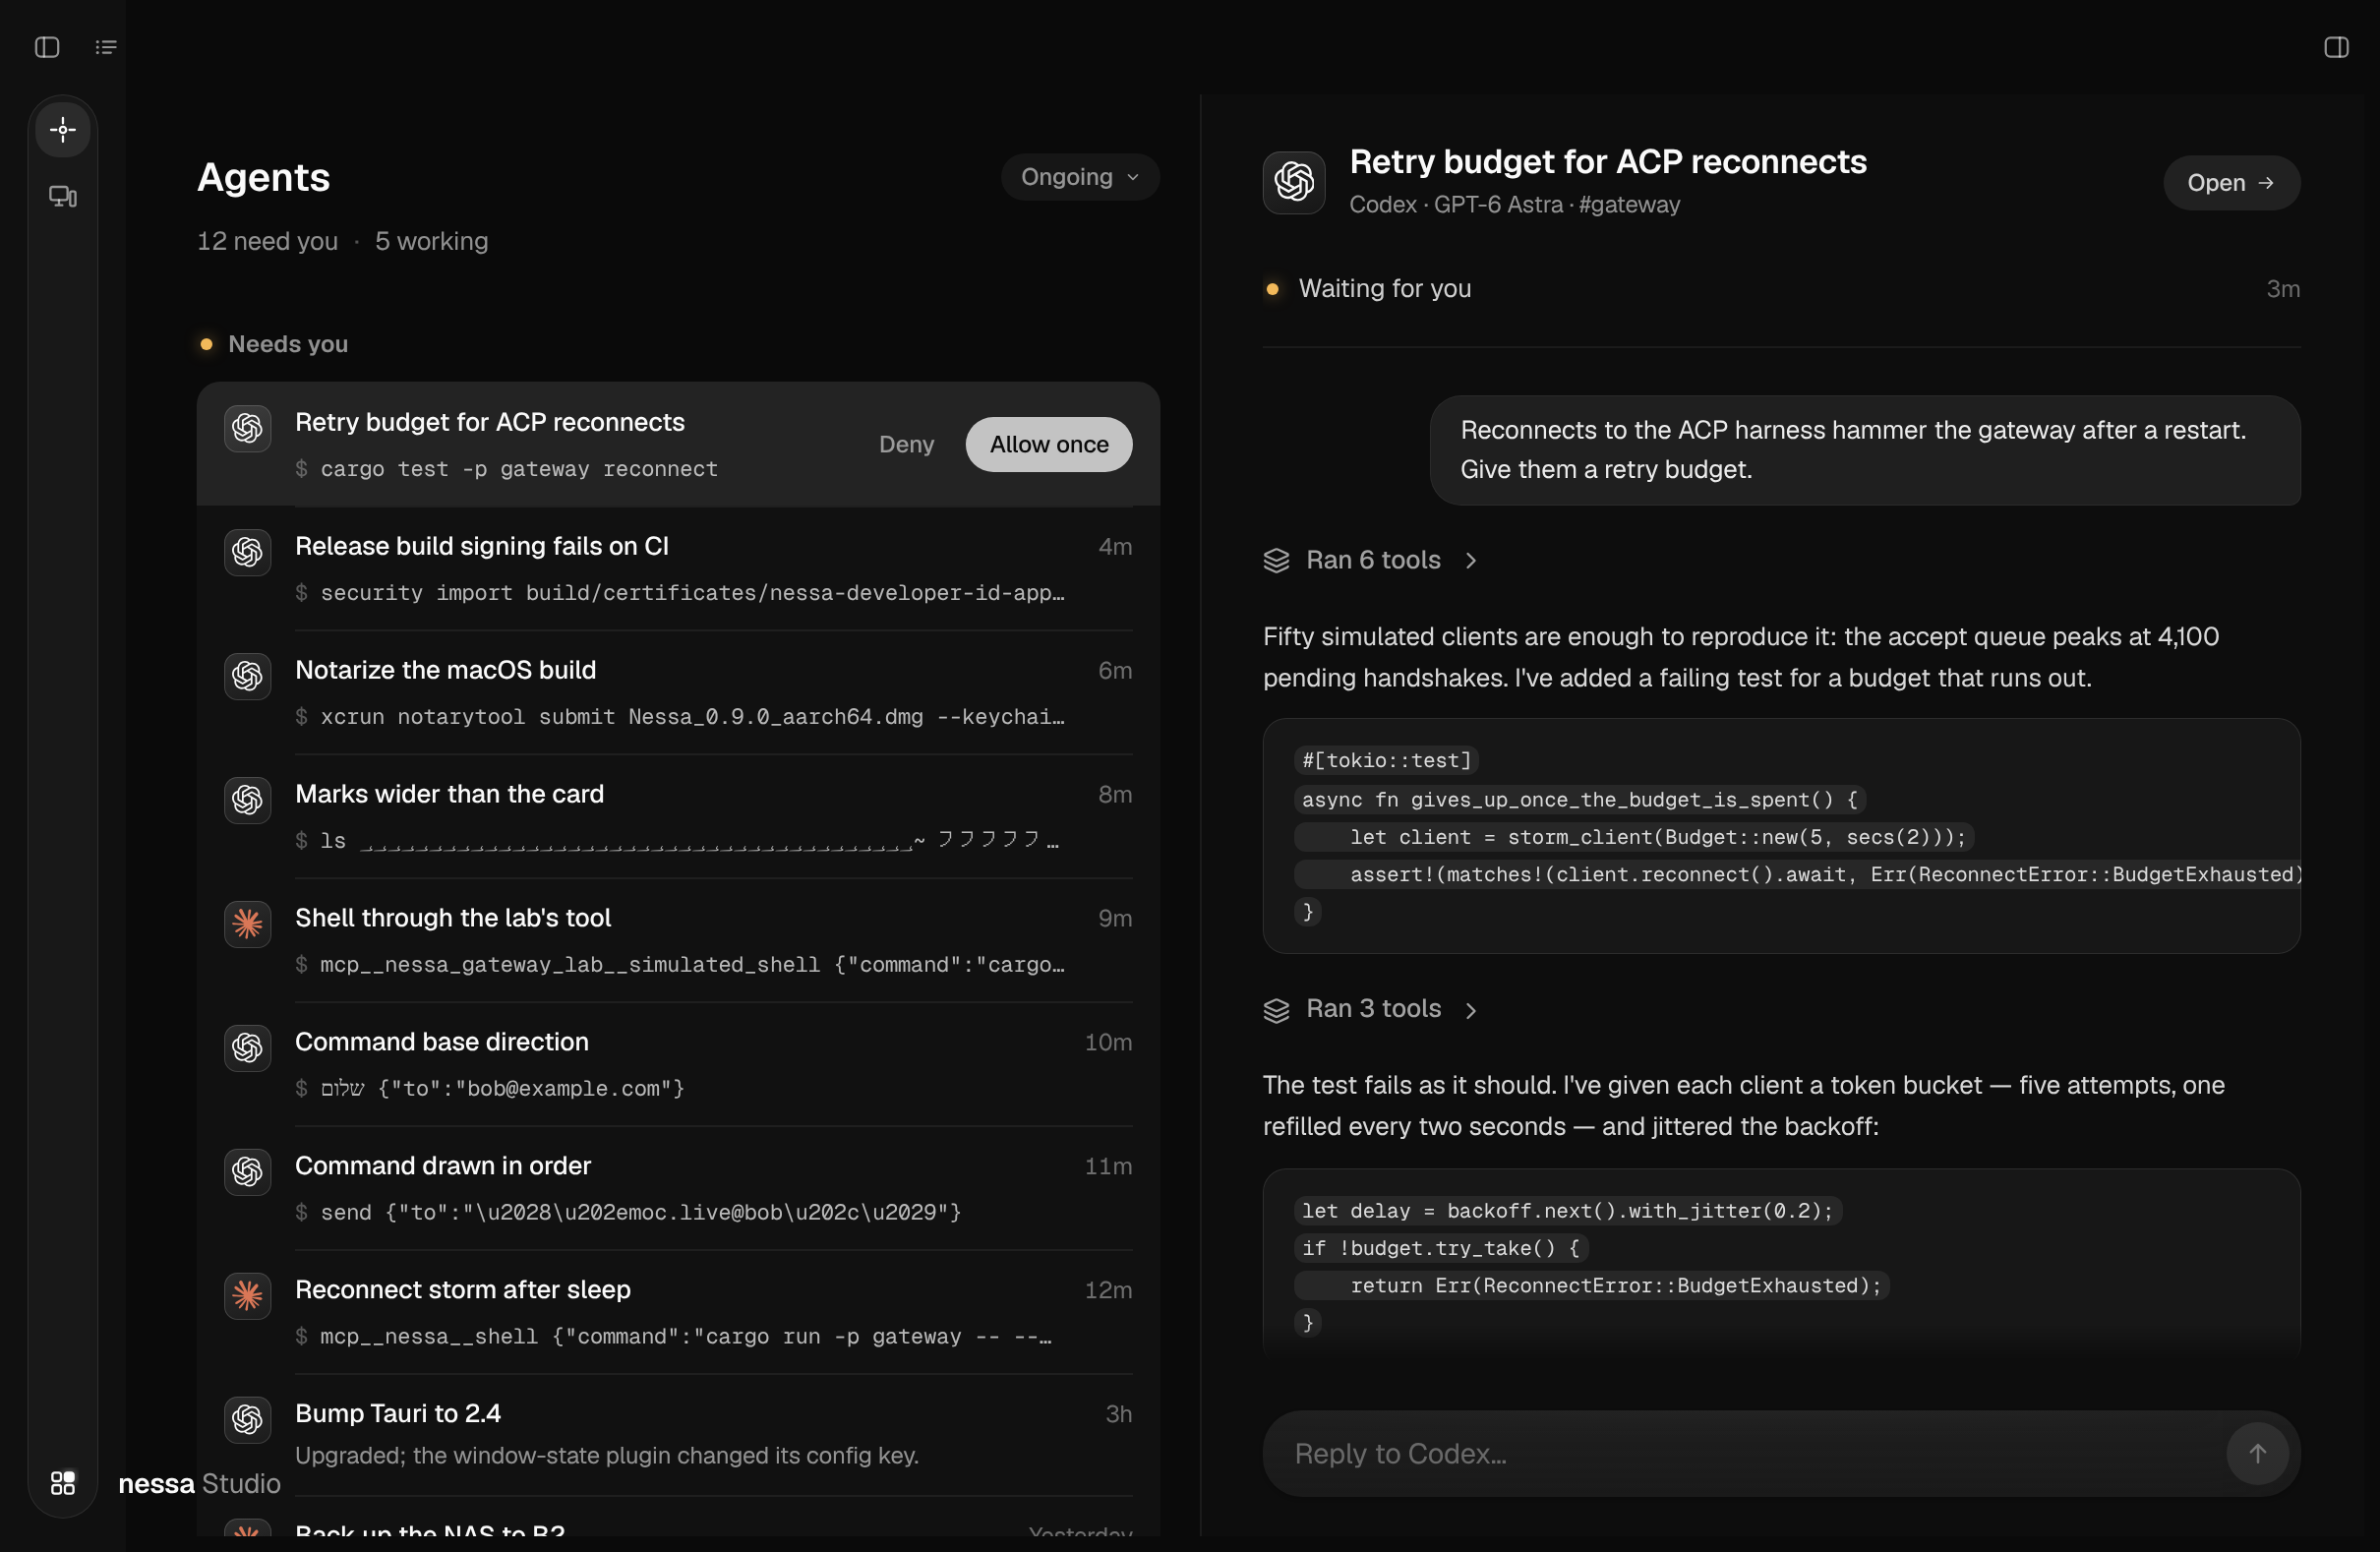 Agents
Ongoing
12 need you · 5 working
Needs you
Retry budget for ACP reconnects
$ cargo test -p gateway reconnect
Deny
Allow once
Release build signing fails on CI
4m
$ security import build/certificates/nessa-developer-id-app…
Notarize the macOS build
6m
$ xcrun notarytool submit Nessa_0.9.0_aarch64.dmg --keychai…
Marks wider than the card
8m
$ ls
Shell through the lab's tool
9m
$ mcp__nessa_gateway_lab__simulated_shell {"command":"cargo…
Command base direction
10m
$ שלום {"to":"bob@example.com"}
Command drawn in order
11m
$ send {"to":"\u2028\u202emoc.live@bob\u202c\u2029"}
Reconnect storm after sleep
12m
$ mcp__nessa__shell {"command":"cargo run -p gateway -- --…
Bump Tauri to 2.4
3h
Upgraded; the window-state plugin changed its config key.
Back up the NAS to B2
Yesterday
nessa Studio
Retry budget for ACP reconnects
Codex · GPT-6 Astra · #gateway
Open →
Waiting for you
3m
Reconnects to the ACP harness hammer the gateway after a restart.
Give them a retry budget.
Ran 6 tools
Fifty simulated clients are enough to reproduce it: the accept queue peaks at 4,100
pending handshakes. I've added a failing test for a budget that runs out.
#[tokio::test]
async fn gives_up_once_the_budget_is_spent() {
    let client = storm_client(Budget::new(5, secs(2)));
    assert!(matches!(client.reconnect().await, Err(ReconnectError::BudgetExhausted)
}
Ran 3 tools
The test fails as it should. I've given each client a token bucket — five attempts, one
refilled every two seconds — and jittered the backoff:
let delay = backoff.next().with_jitter(0.2);
if !budget.try_take() {
    return Err(ReconnectError::BudgetExhausted);
}
Reply to Codex…